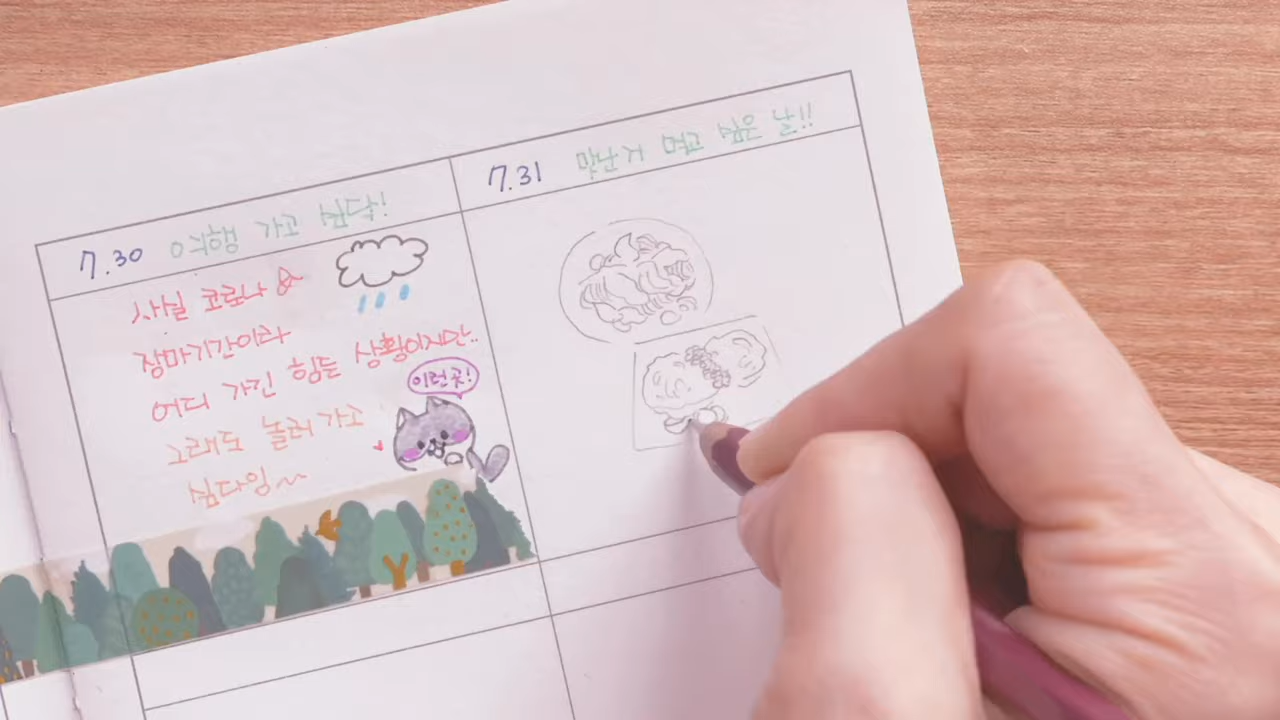 7.30 여행 가고 싶다!
사실 코로나 &
장마기간이라
어디 가긴 힘든 상황이지만..
그래도 놀러가고
싶다잉~
이런 곳!
7.31 맛난 거 먹고 싶은 날!!